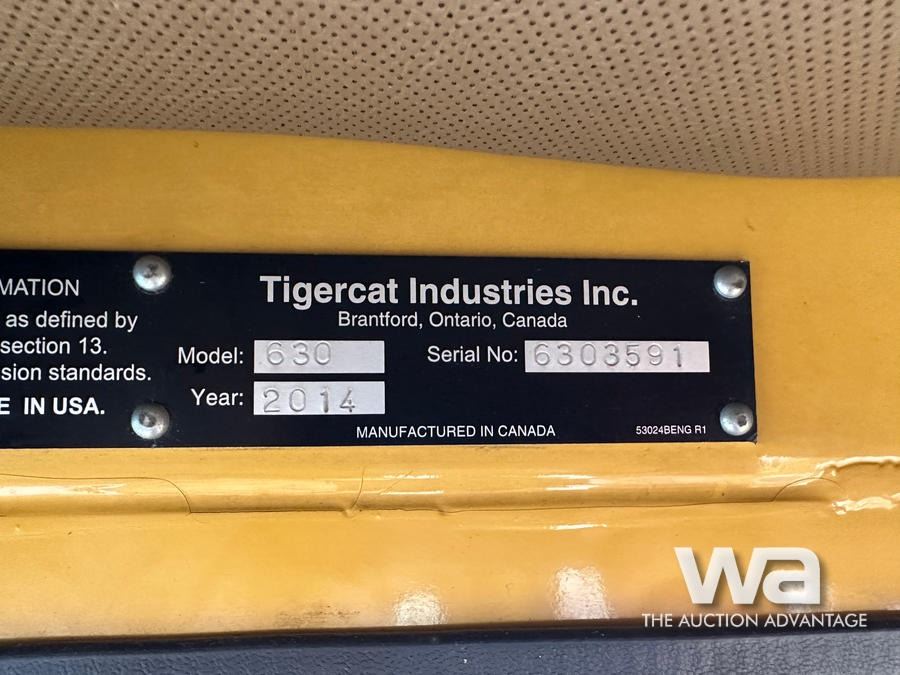 MATION
as defined by
section 13.
sion standards.
E IN USA.
Tigercat Industries Inc.
Brantford, Ontario, Canada
Model: 630 Serial No: 6303591
Year: 2014
MANUFACTURED IN CANADA 53024BENG R1
wa
THE AUCTION ADVANTAGE